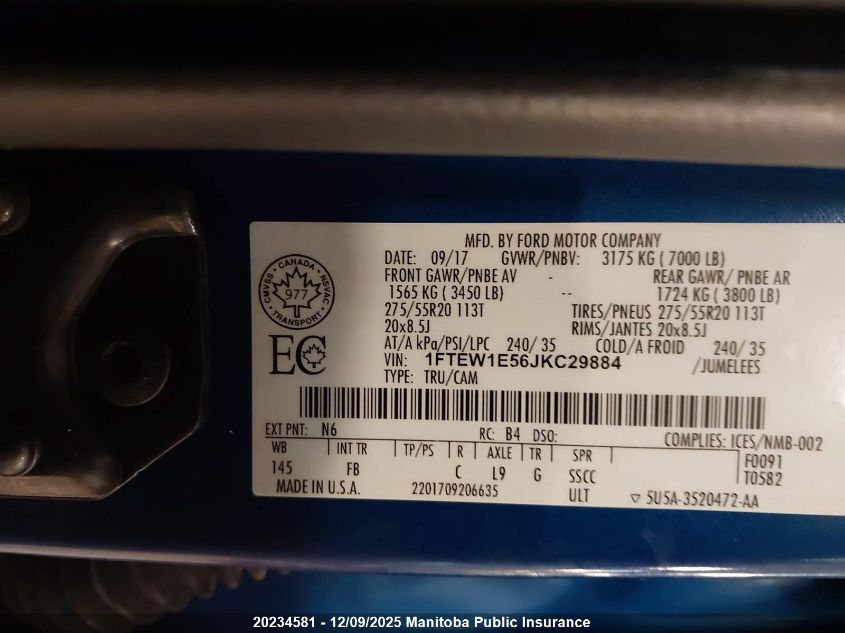 MFD. BY FORD MOTOR COMPANY
DATE: 09/17 GVWR/PNBV: 3175 KG ( 7000 LB)
FRONT GAWR/PNBE AV - REAR GAWR/ PNBE AR
1565 KG ( 3450 LB) -- 1724 KG ( 3800 LB)
275/55R20 113T TIRES/PNEUS 275/55R20 113T
20x8.5J RIMS/JANTES 20x8.5J
AT/A kPa/PSI/LPC 240/ 35 COLD/A FROID 240/ 35
VIN: 1FTEW1E56JKC29884 /JUMELEES
TYPE: TRU/CAM
CANADA
CMVSS NSVAC
977
TRANSPORT
EC
EXT PNT: N6 RC: B4 DSO: COMPLIES: ICES/NMB-002
WB INT TR TP/PS R AXLE TR SPR F0091
145 FB C L9 G SSCC T0582
MADE IN U.S.A. 2201709206635 ULT ▽ 5U5A-3520472-AA
20234581 - 12/09/2025 Manitoba Public Insurance